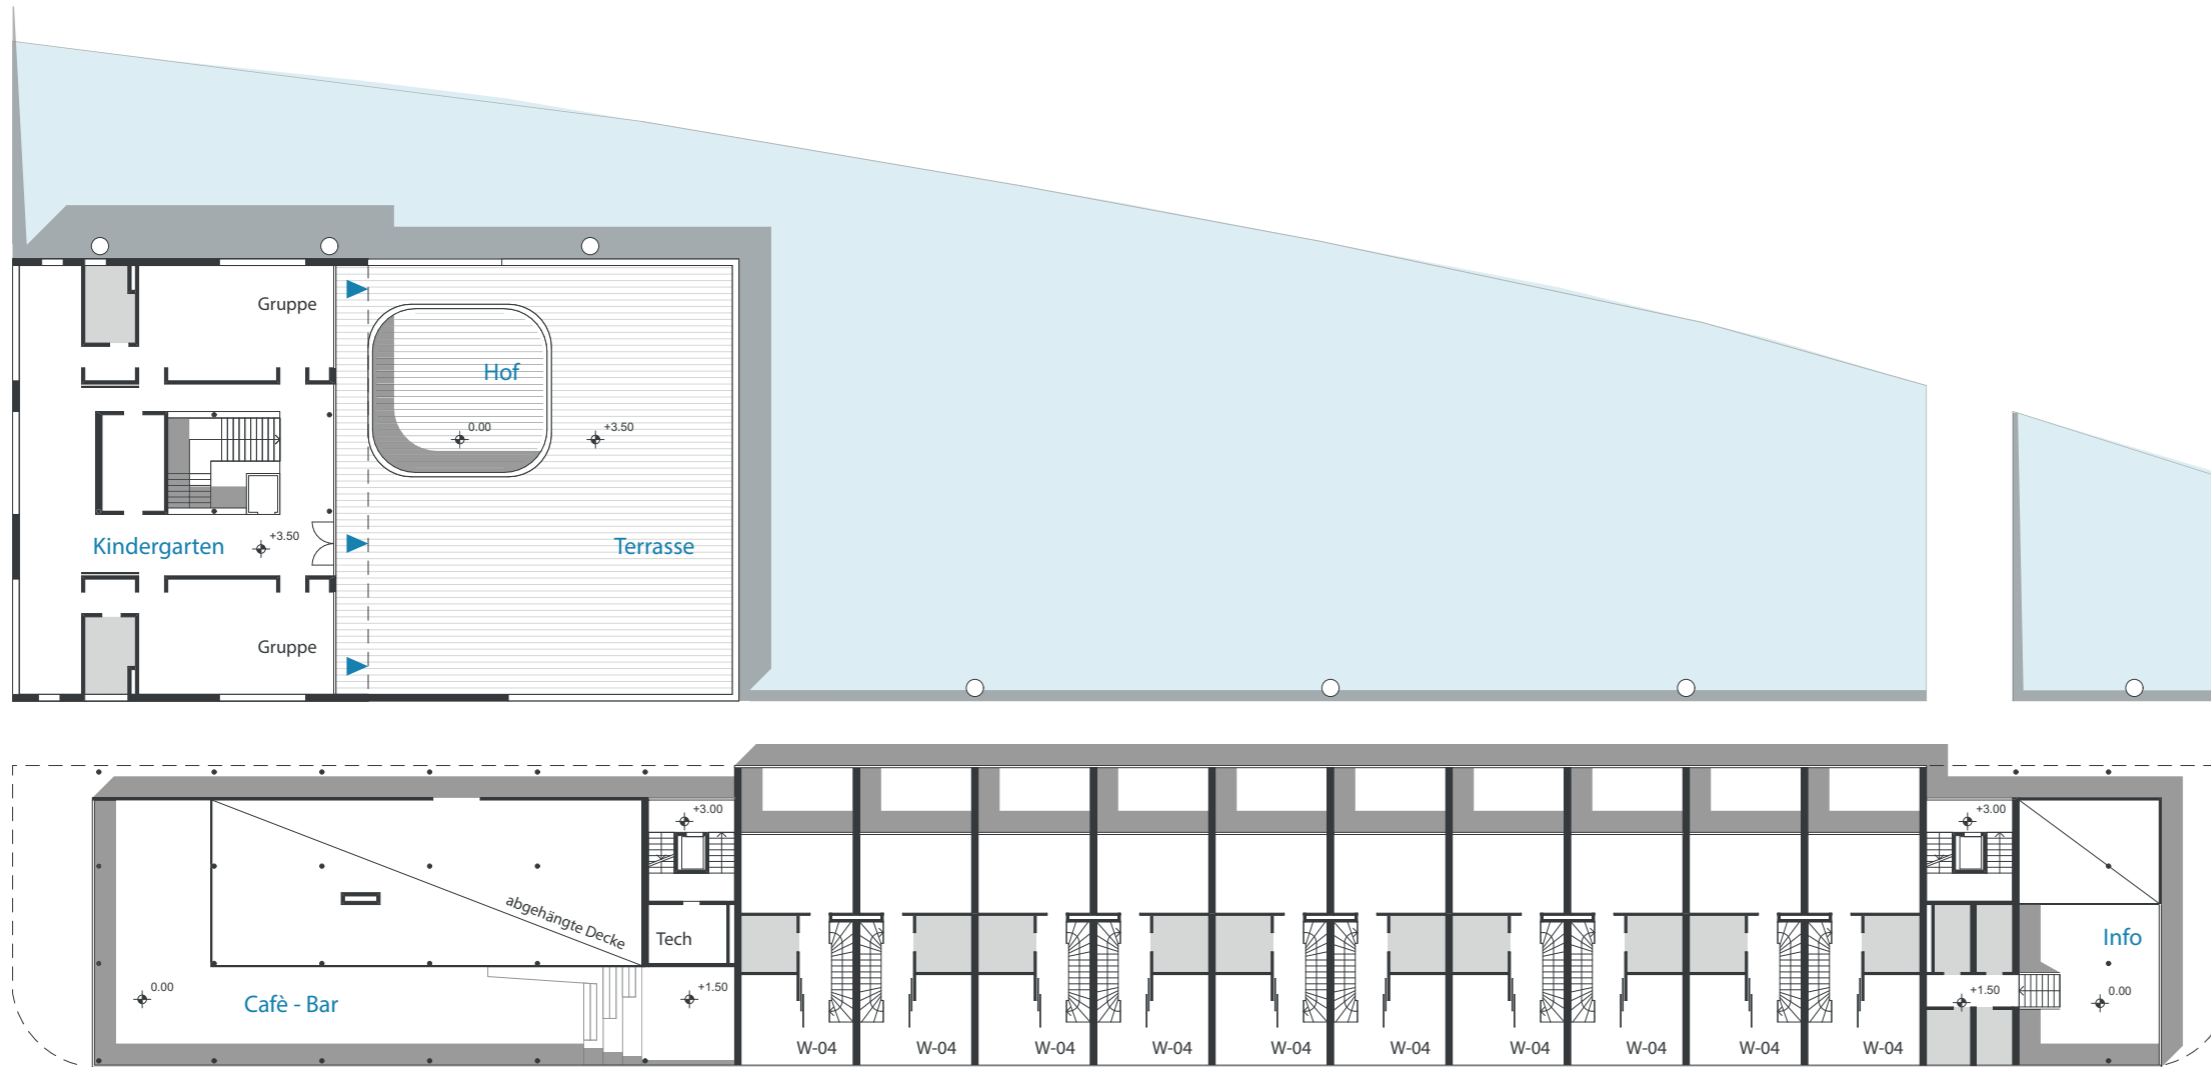 Gruppe
Hof
0.00
+3.50
Kindergarten
+3.50
Terrasse
Gruppe
+3.00
+3.00
abgehängte Decke
Tech
Info
0.00
Cafè - Bar
+1.50
+1.50
0.00
W-04
W-04
W-04
W-04
W-04
W-04
W-04
W-04
W-04
W-04